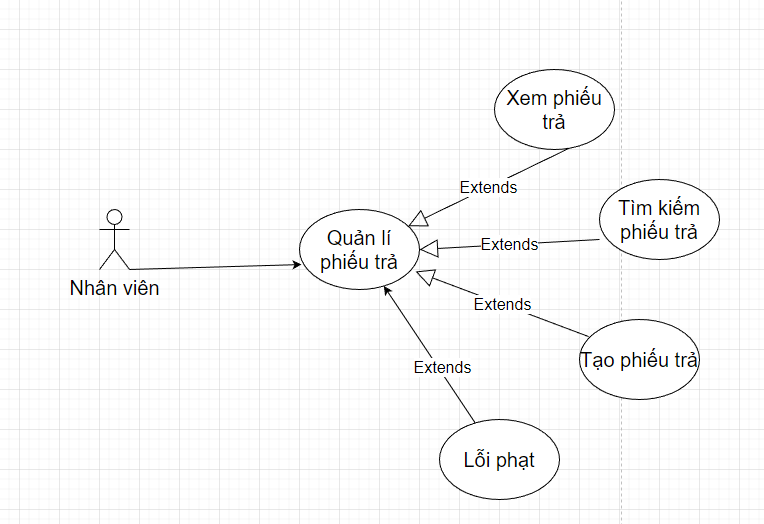 Xem phiếu
trả
Extends
Tìm kiếm
phiếu trả
Quản lí
phiếu trả
Extends
Nhân viên
Extends
Tạo phiếu trả
Extends
Lỗi phạt